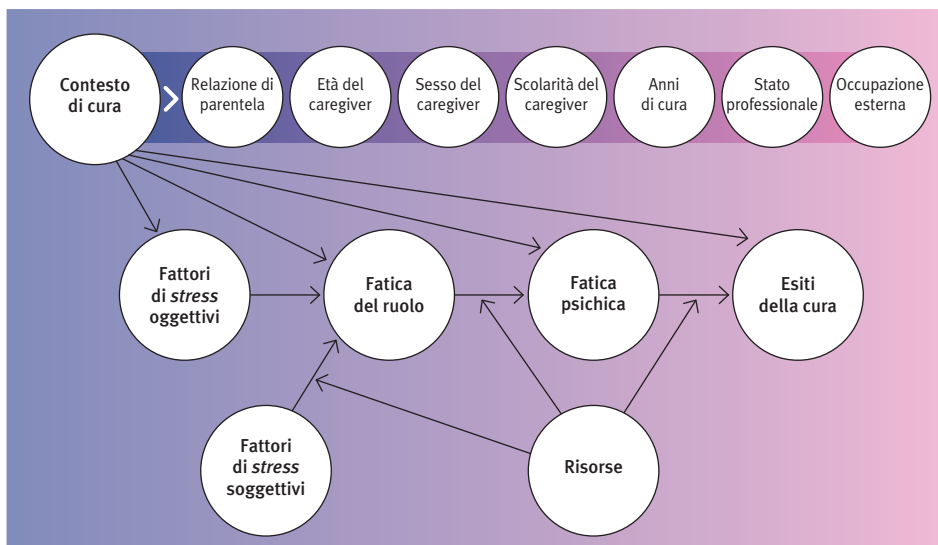 Contesto
di cura
Relazione di
parentela
Età del
caregiver
Sesso del
caregiver
Scolarità del
caregiver
Anni
di cura
Stato
professionale
Occupazione
esterna
Fattori
di stress
oggettivi
Fatica
del ruolo
Fatica
psichica
Esiti
della cura
Fattori
di stress
soggettivi
Risorse